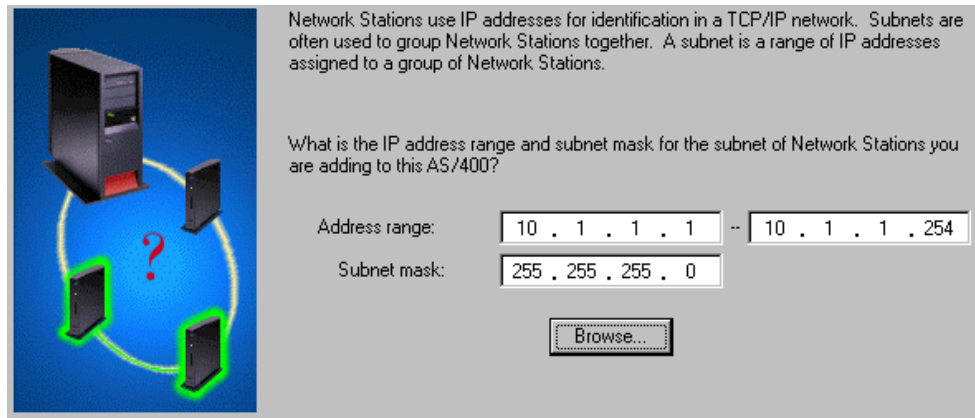 Network Stations use IP addresses for identification in a TCP/IP network. Subnets are
often used to group Network Stations together. A subnet is a range of IP addresses
assigned to a group of Network Stations.
What is the IP address range and subnet mask for the subnet of Network Stations you
are adding to this AS/400?
?
Address range: 10 . 1 . 1 . 1 -- 10 . 1 . 1 . 254
Subnet mask: 255 . 255 . 255 . 0
Browse...